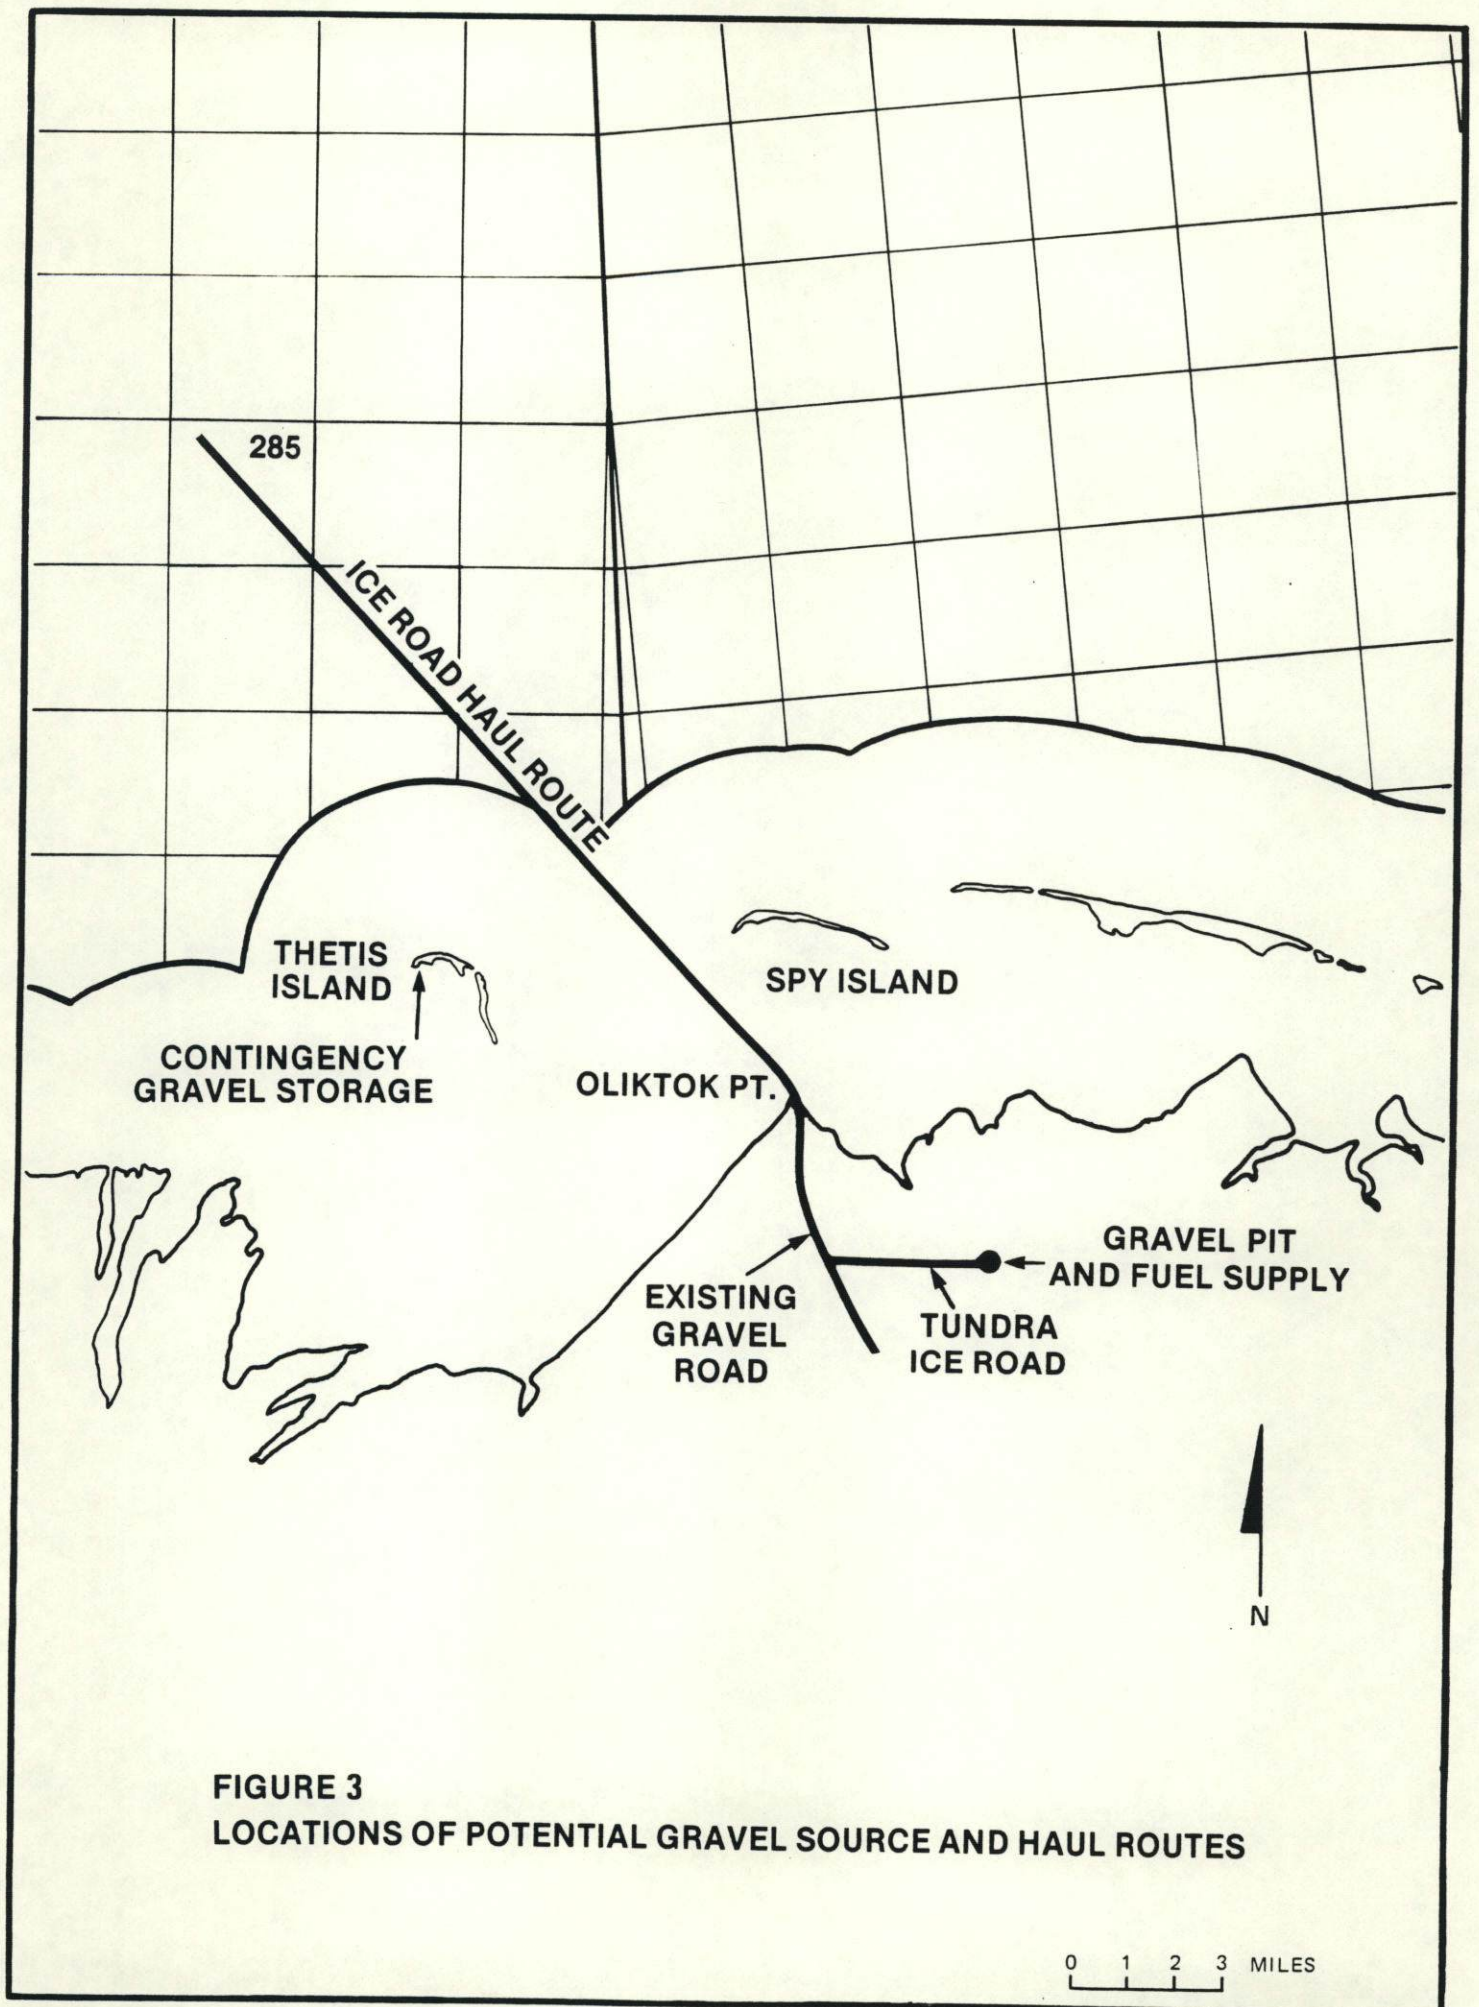 285
ICE ROAD HAUL ROUTE
THETIS
ISLAND
SPY ISLAND
CONTINGENCY
GRAVEL STORAGE
OLIKTOK PT.
GRAVEL PIT
AND FUEL SUPPLY
EXISTING
GRAVEL
ROAD
TUNDRA
ICE ROAD
N
FIGURE 3
LOCATIONS OF POTENTIAL GRAVEL SOURCE AND HAUL ROUTES
0 1 2 3 MILES